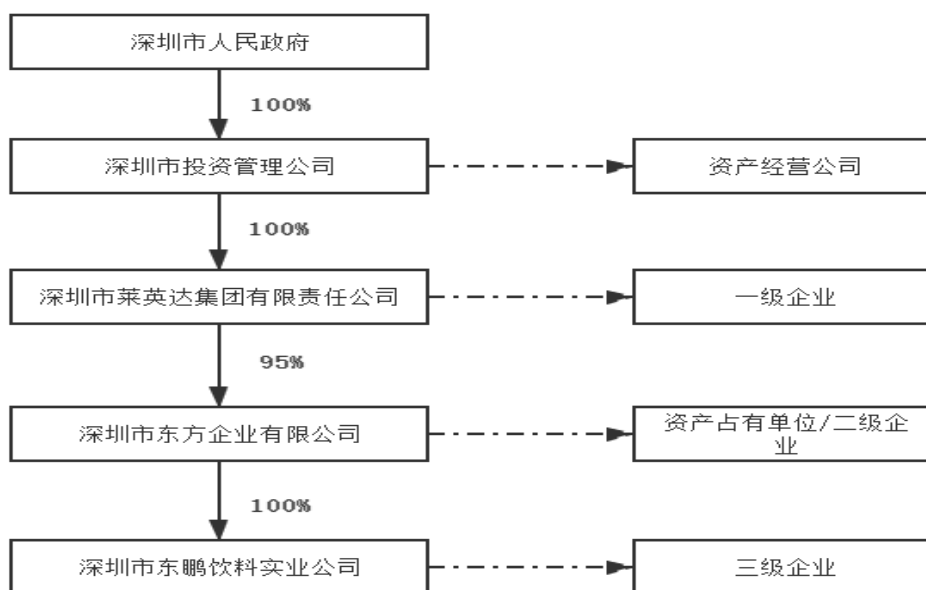 深圳市人民政府
100%
深圳市投资管理公司
资产经营公司
100%
深圳市莱英达集团有限责任公司
一级企业
95%
深圳市东方企业有限公司
资产占有单位/二级企
业
100%
深圳市东鹏饮料实业公司
三级企业